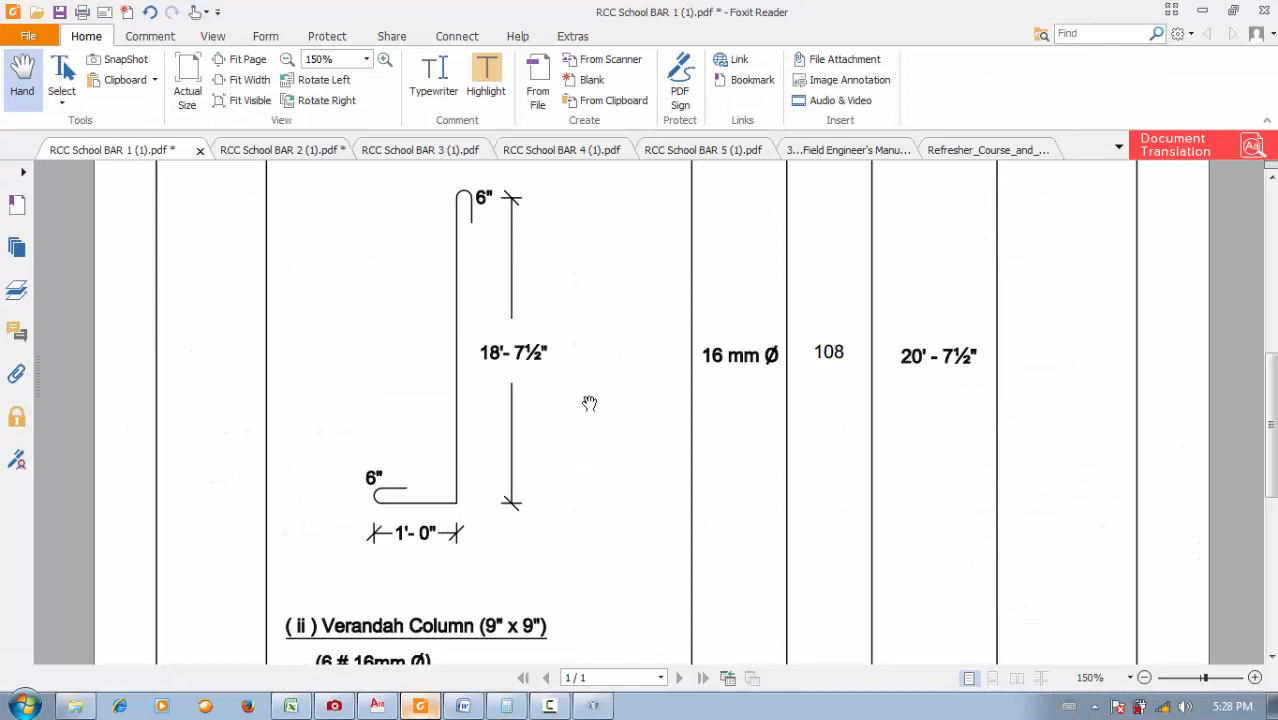 RCC School BAR 1 (1).pdf * - Foxit Reader
File Home Comment View Form Protect Share Connect Help Extras
Find
Hand
Select
SnapShot
Clipboard
Tools
Actual
Size
Fit Page
Fit Width
Fit Visible
150%
Rotate Left
Rotate Right
View
Typewriter
Highlight
Comment
From
File
From Scanner
Blank
From Clipboard
Create
PDF
Sign
Protect
Link
Bookmark
Links
File Attachment
Image Annotation
Audio & Video
Insert
RCC School BAR 1 (1).pdf *
RCC School BAR 2 (1).pdf *
RCC School BAR 3 (1).pdf
RCC School BAR 4 (1).pdf
RCC School BAR 5 (1).pdf
3...Field Engineer's Manu...
Refresher_Course_and_...
Document
Translation
6"
18'- 7½"
16 mm Ø
108
20' - 7½"
6"
1'- 0"
( ii ) Verandah Column (9" x 9")
(6 # 16mm Ø)
1 / 1
150%
5:28 PM